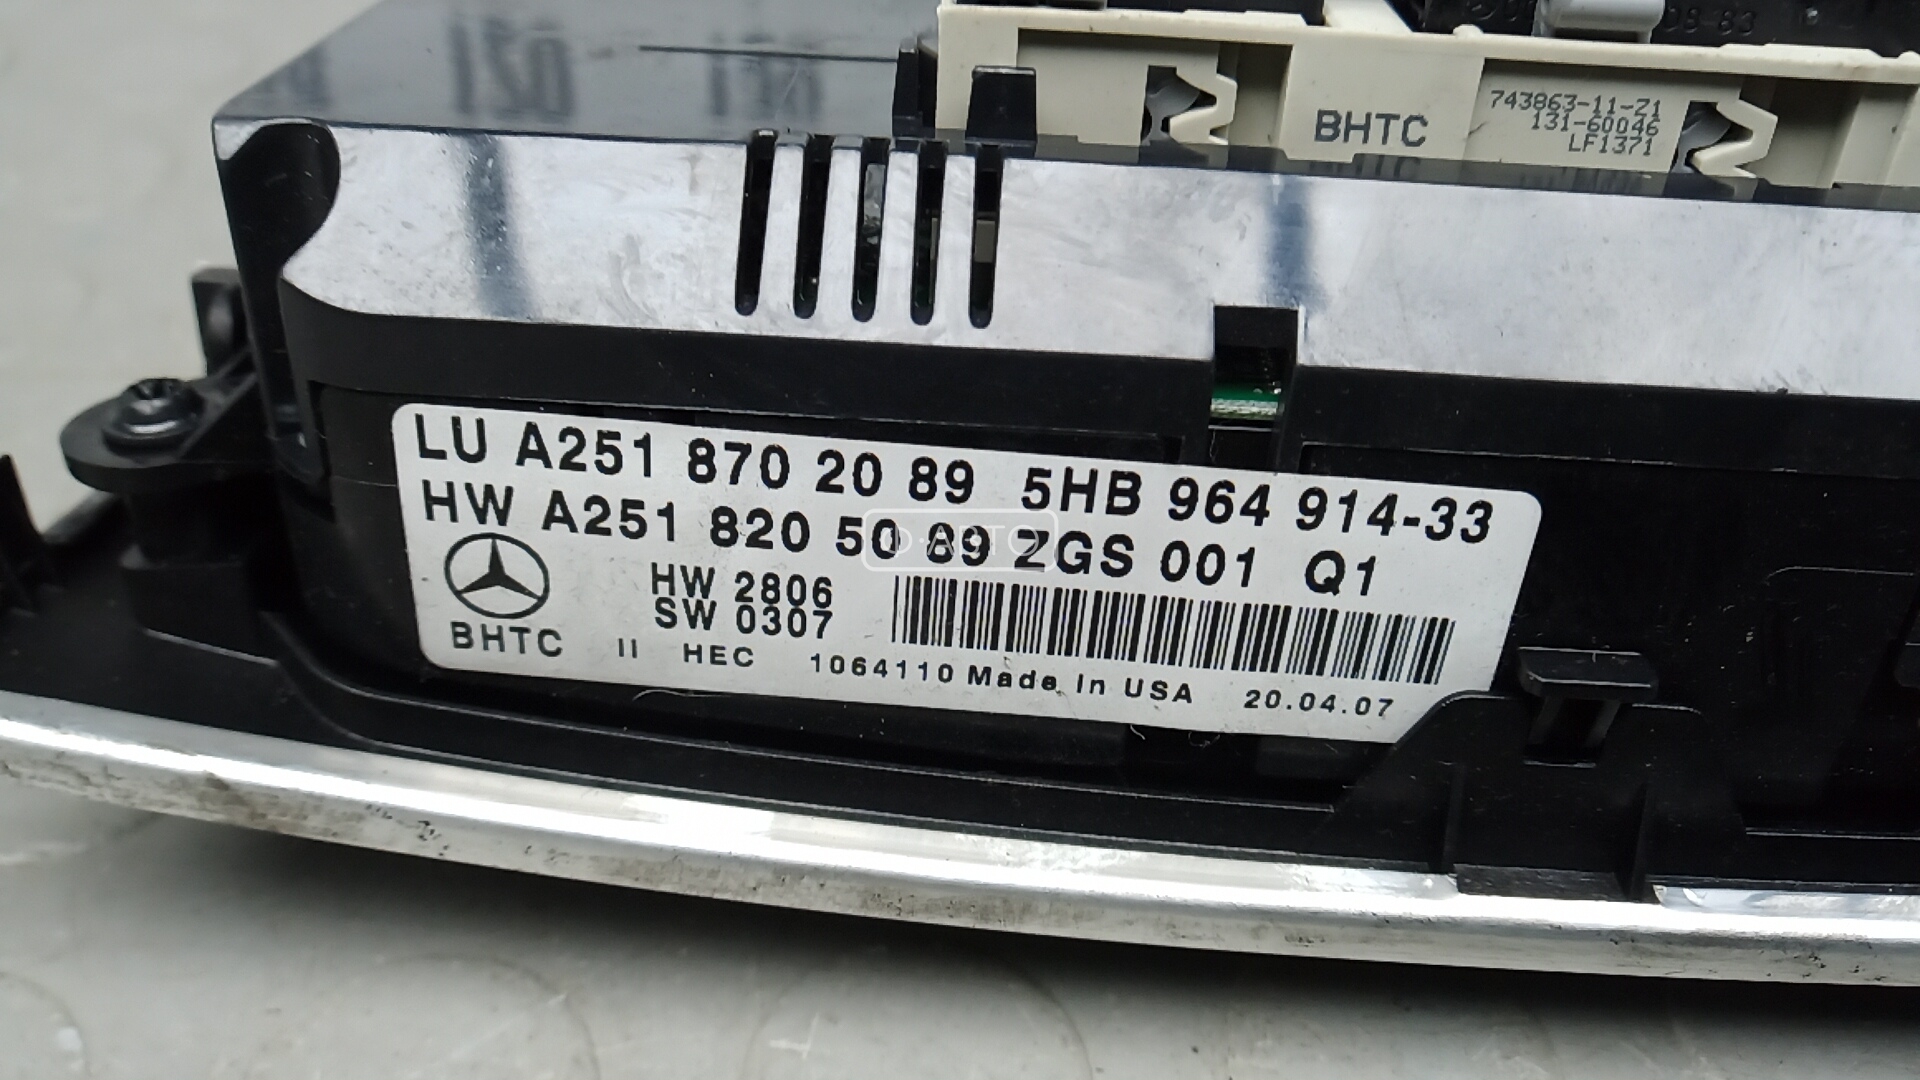 BHTC
743863-11-Z1
131-60046
LF1371
LU A251 870 20 89 5HB 964 914-33
HW A251 820 50 89 ZGS 001 Q1
HW 2806
SW 0307
BHTC II HEC 1064110 Made In USA 20.04.07